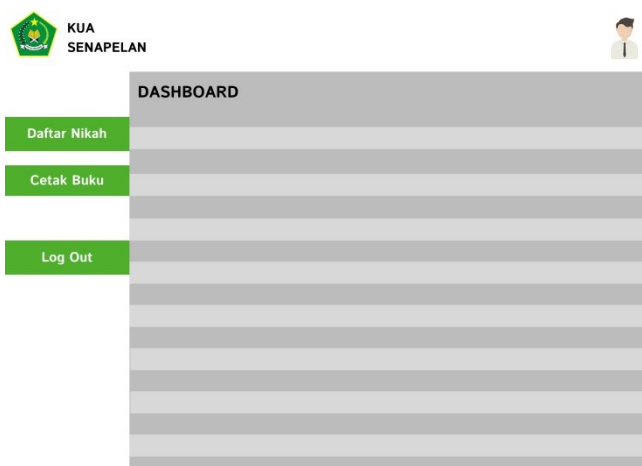 KUA
SENAPELAN
DASHBOARD
Daftar Nikah
Cetak Buku
Log Out